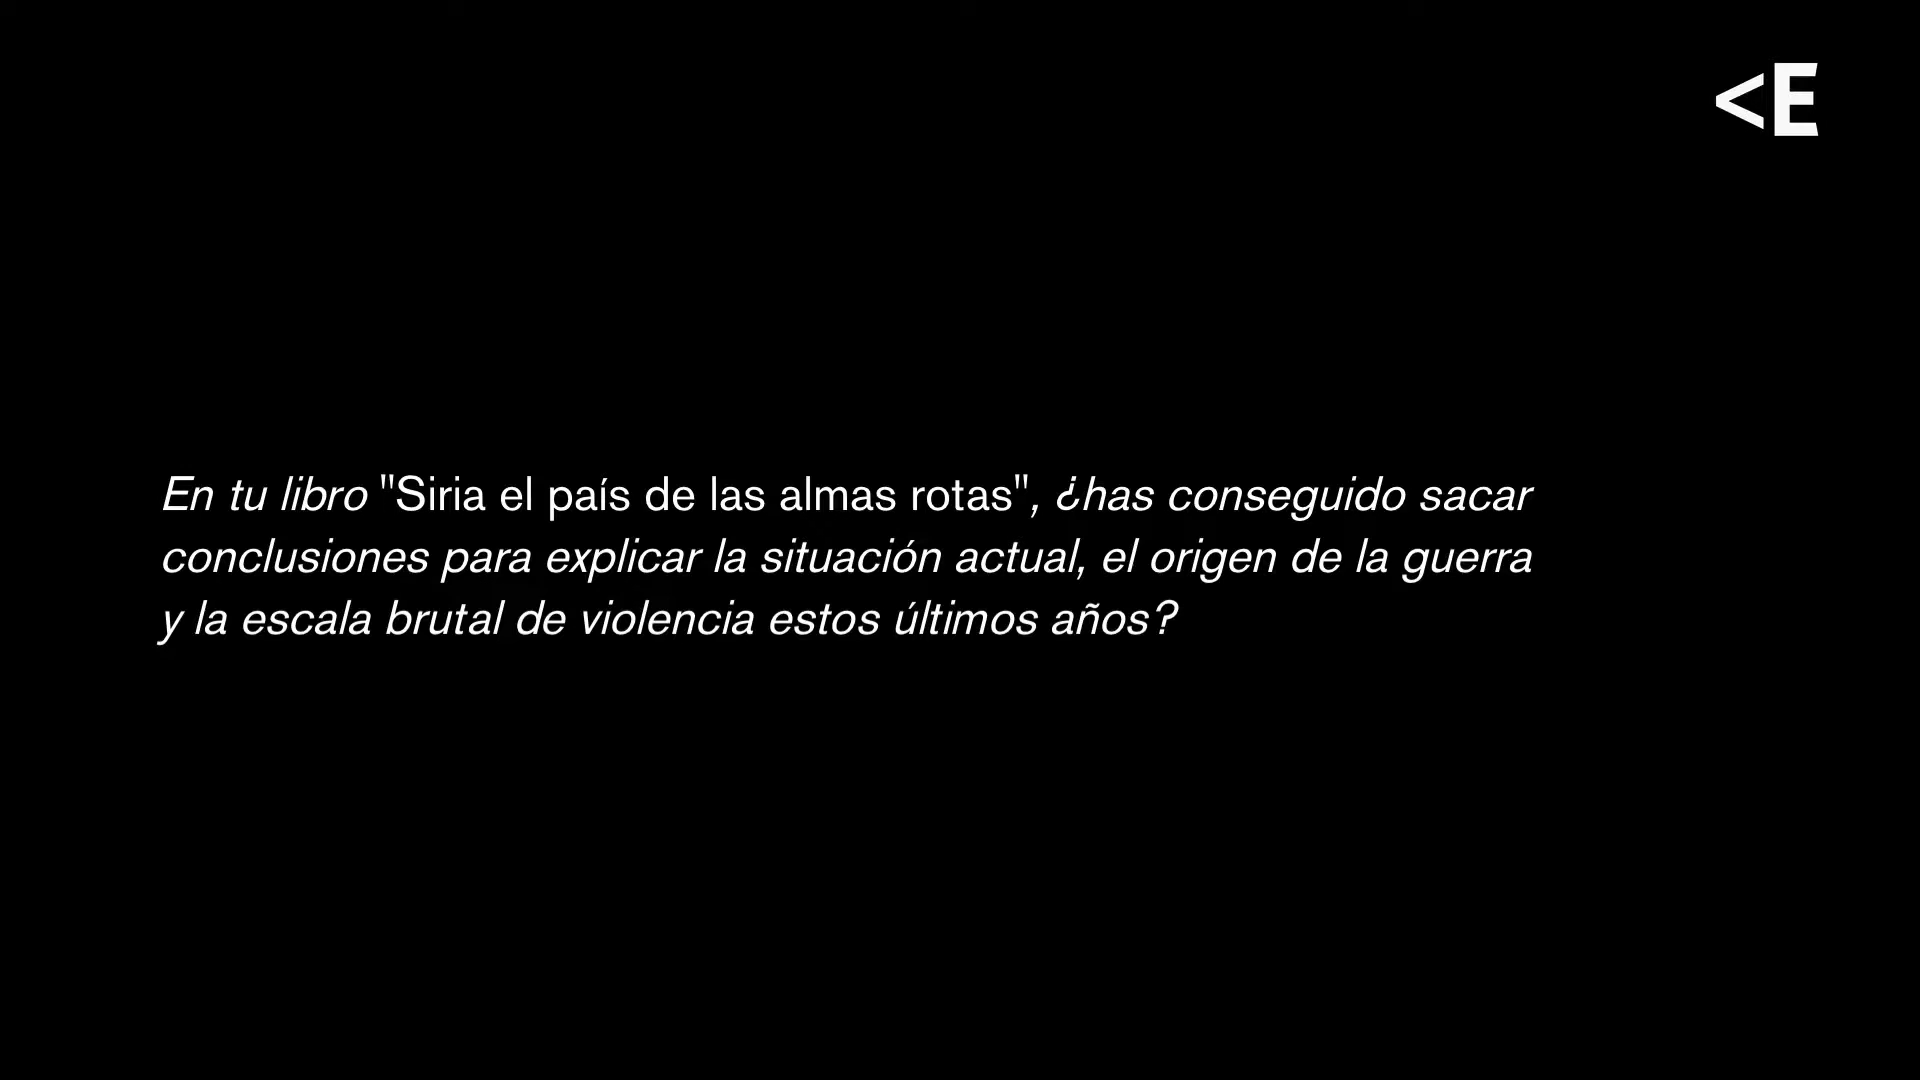 <E
En tu libro "Siria el país de las almas rotas", ¿has conseguido sacar
conclusiones para explicar la situación actual, el origen de la guerra
y la escala brutal de violencia estos últimos años?